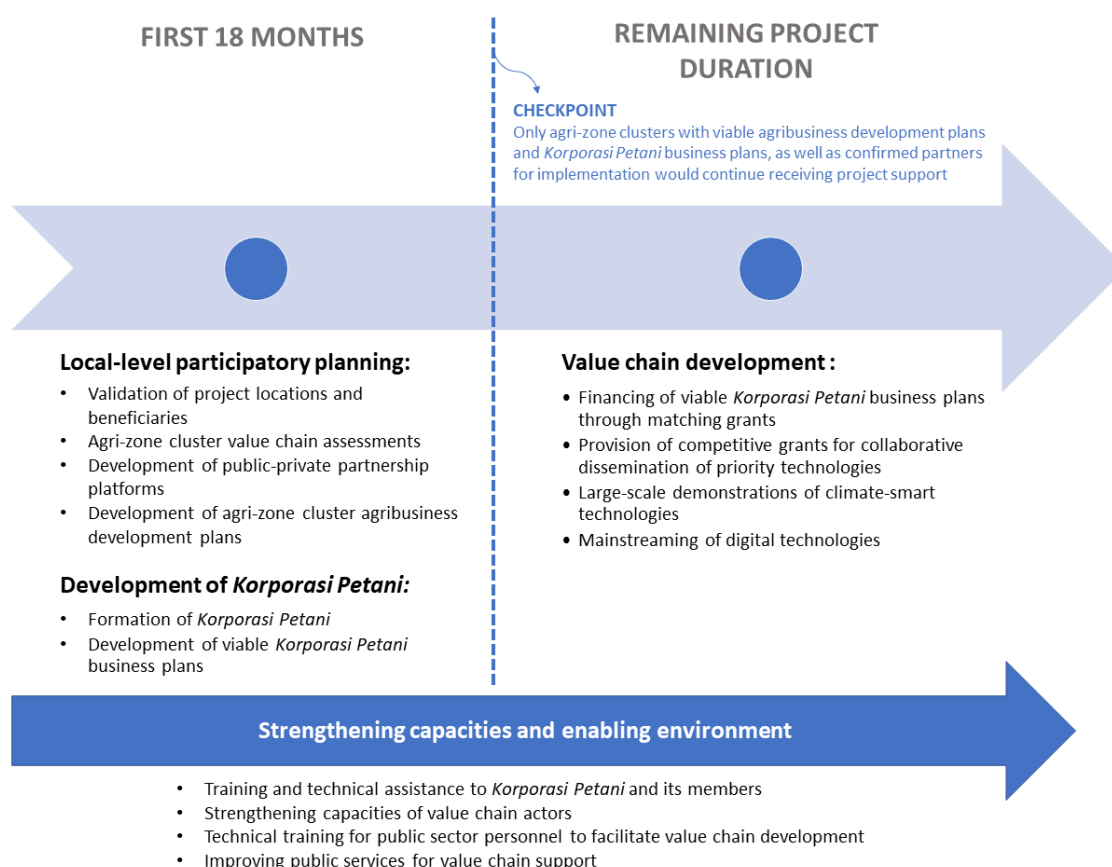 FIRST 18 MONTHS
REMAINING PROJECT
DURATION
CHECKPOINT
Only agri-zone clusters with viable agribusiness development plans
and Korporasi Petani business plans, as well as confirmed partners
for implementation would continue receiving project support
Local-level participatory planning:
• Validation of project locations and
beneficiaries
• Agri-zone cluster value chain assessments
• Development of public-private partnership
platforms
• Development of agri-zone cluster agribusiness
development plans
Development of Korporasi Petani:
• Formation of Korporasi Petani
• Development of viable Korporasi Petani
business plans
Value chain development :
• Financing of viable Korporasi Petani business plans
through matching grants
• Provision of competitive grants for collaborative
dissemination of priority technologies
• Large-scale demonstrations of climate-smart
technologies
• Mainstreaming of digital technologies
Strengthening capacities and enabling environment
• Training and technical assistance to Korporasi Petani and its members
• Strengthening capacities of value chain actors
• Technical training for public sector personnel to facilitate value chain development
• Improving public services for value chain support